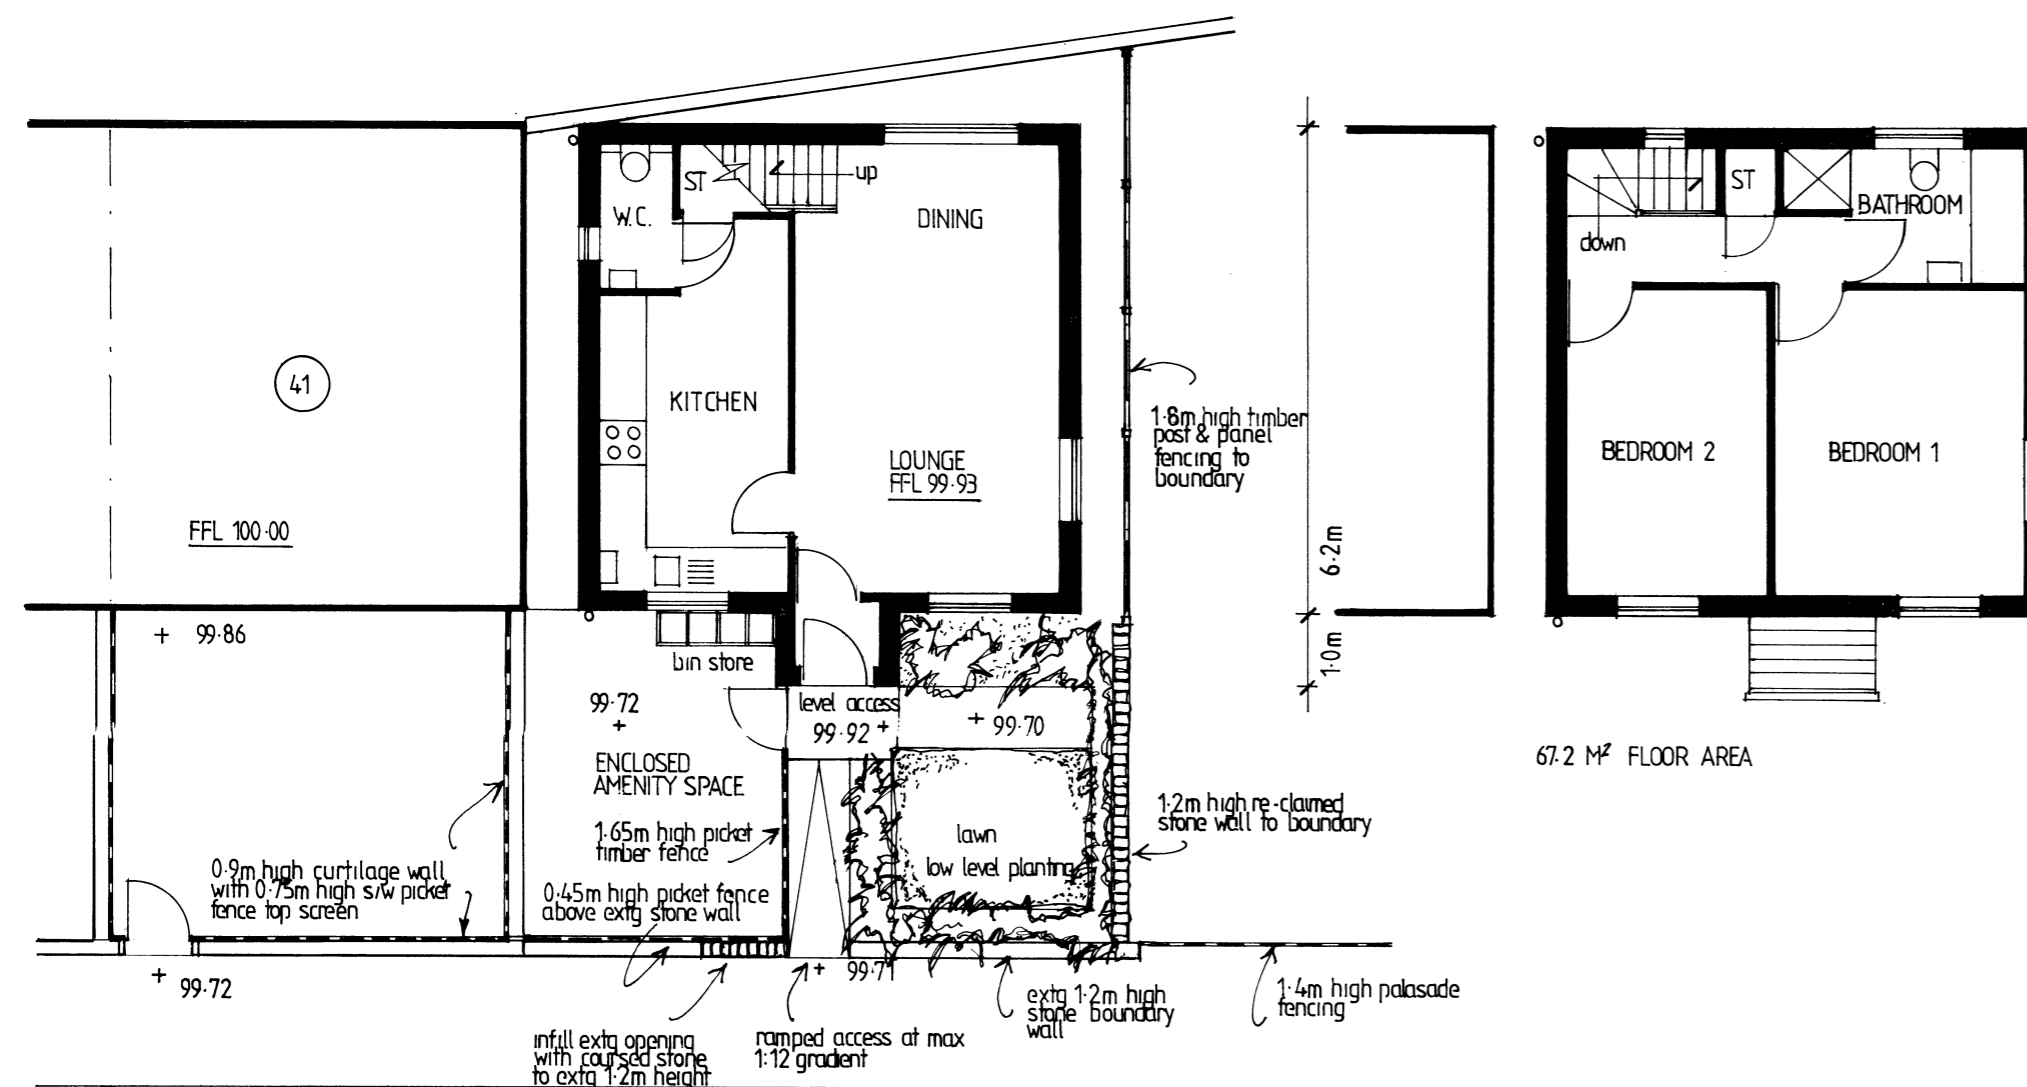 up
ST
W.C.
DINING
ST
BATHROOM
down
41
KITCHEN
1·8m high timber
post & panel
fencing to
boundary
LOUNGE
FFL 99·93
BEDROOM 2
BEDROOM 1
FFL 100·00
6·2m
1·0m
99·86
bin store
99·72
level access
99·92
99·70
ENCLOSED
AMENITY SPACE
67.2 M² FLOOR AREA
1·65m high picket
timber fence
lawn
low level planting
1·2m high re-claimed
stone wall to boundary
0·9m high curtilage wall
with 0·75m high s/w picket
fence top screen
0·45m high picket fence
above extg stone wall
99·72
99·71
extg 1·2m high
stone boundary
wall
1·4m high palasade
fencing
infill extg opening
with coursed stone
to extg 1·2m height
ramped access at max
1:12 gradient